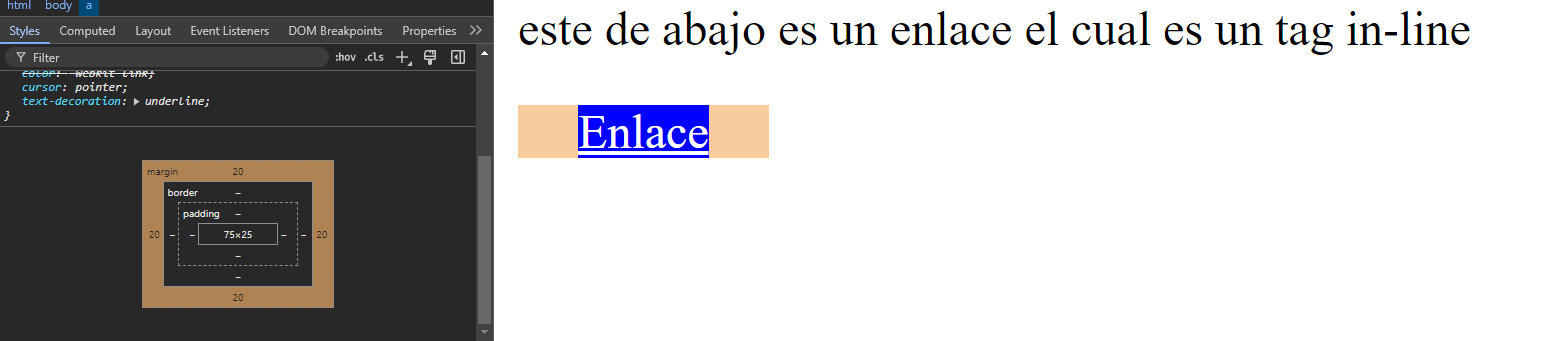 html body a
Styles Computed Layout Event Listeners DOM Breakpoints Properties
Filter :hov .cls
color: -webkit-link;
cursor: pointer;
text-decoration: underline;
}
margin 20
border –
padding –
20 – – 75×25 – – 20
–
–
20
este de abajo es un enlace el cual es un tag in-line
Enlace